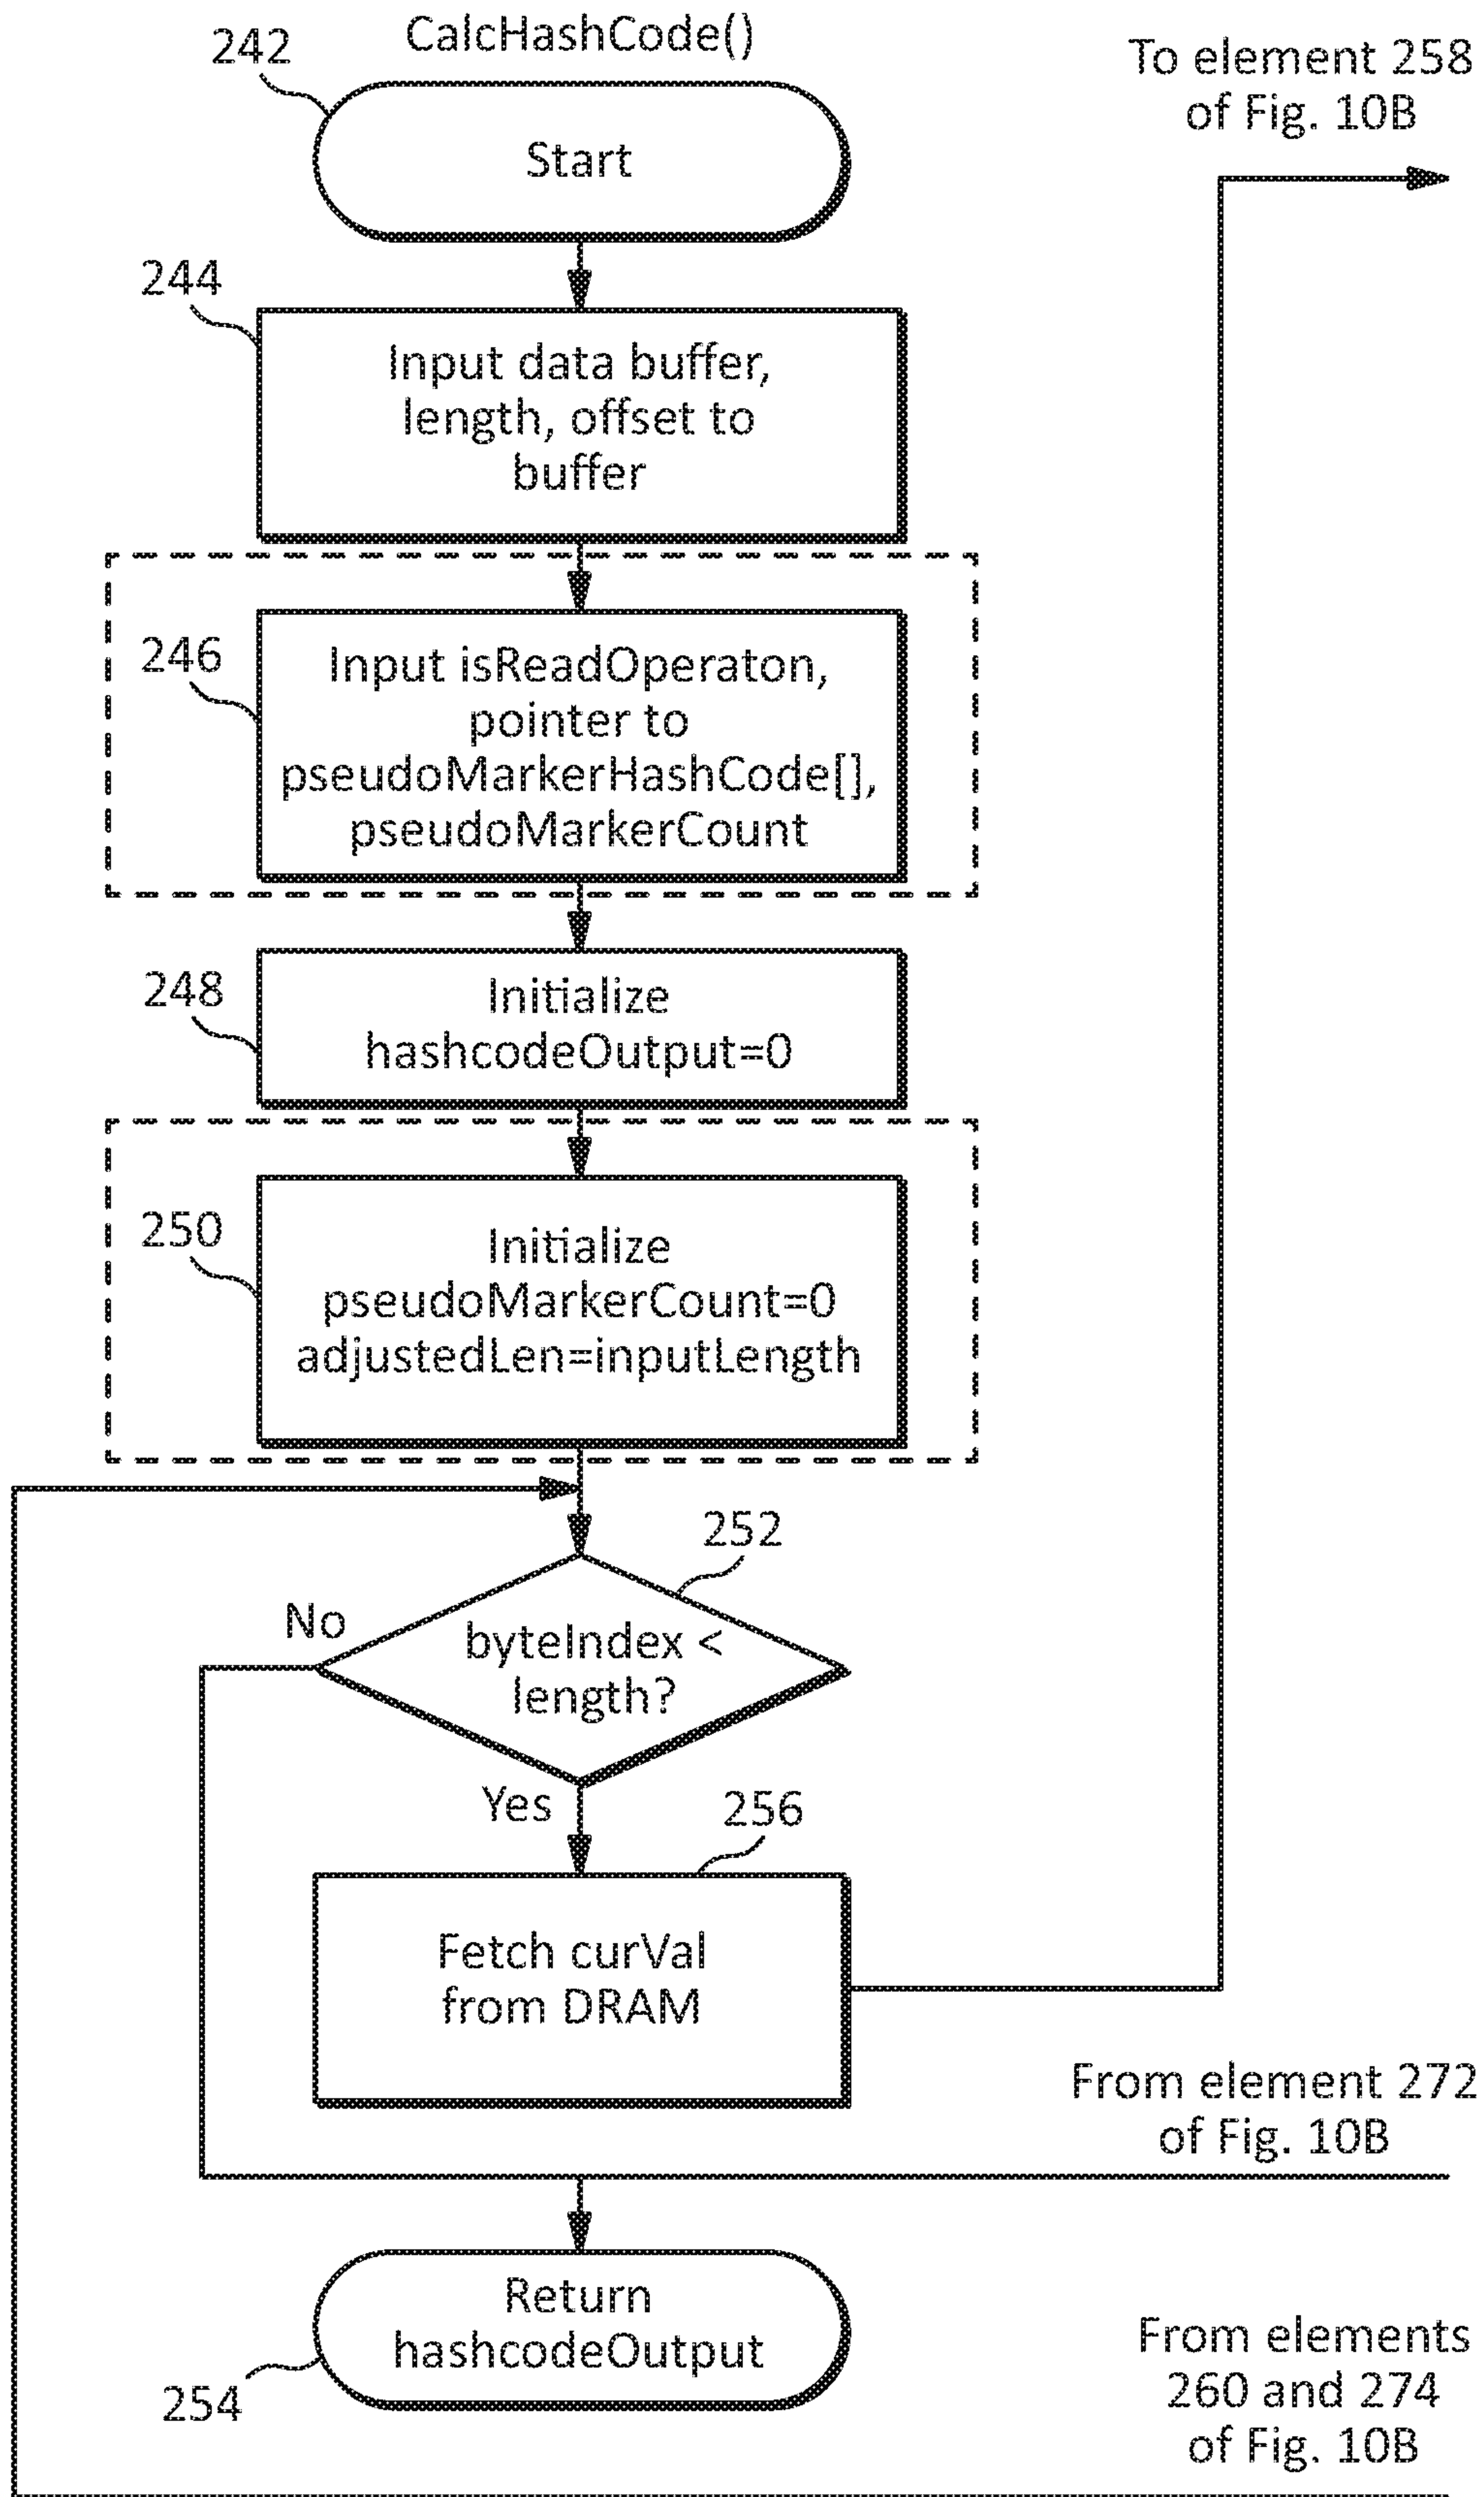 CalcHashCode()
242
Start
To element 258
of Fig. 10B
244
Input data buffer,
length, offset to
buffer
246
Input isReadOperaton,
pointer to
pseudoMarkerHashCode[],
pseudoMarkerCount
248
Initialize
hashcodeOutput=0
250
Initialize
pseudoMarkerCount=0
adjustedLen=inputLength
252
No
byteIndex <
length?
Yes
256
Fetch curVal
from DRAM
From element 272
of Fig. 10B
Return
hashcodeOutput
254
From elements
260 and 274
of Fig. 10B